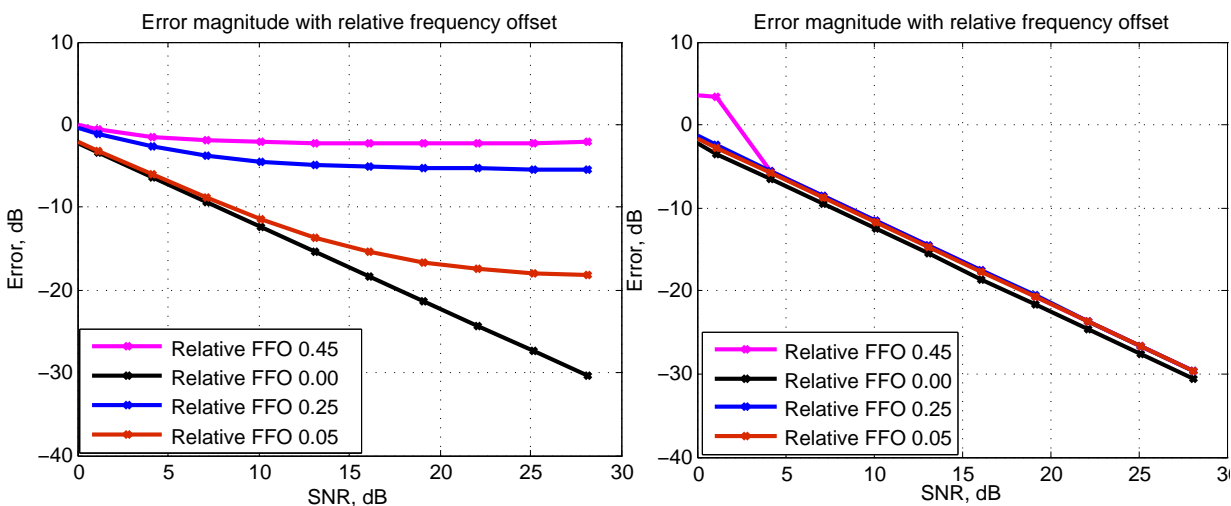 Error magnitude with relative frequency offset
10
0
−10
−20
−30
−40
Error, dB
0
5
10
15
20
25
30
SNR, dB
Relative FFO 0.45
Relative FFO 0.00
Relative FFO 0.25
Relative FFO 0.05
Error magnitude with relative frequency offset
10
0
−10
−20
−30
−40
Error, dB
0
5
10
15
20
25
30
SNR, dB
Relative FFO 0.45
Relative FFO 0.00
Relative FFO 0.25
Relative FFO 0.05